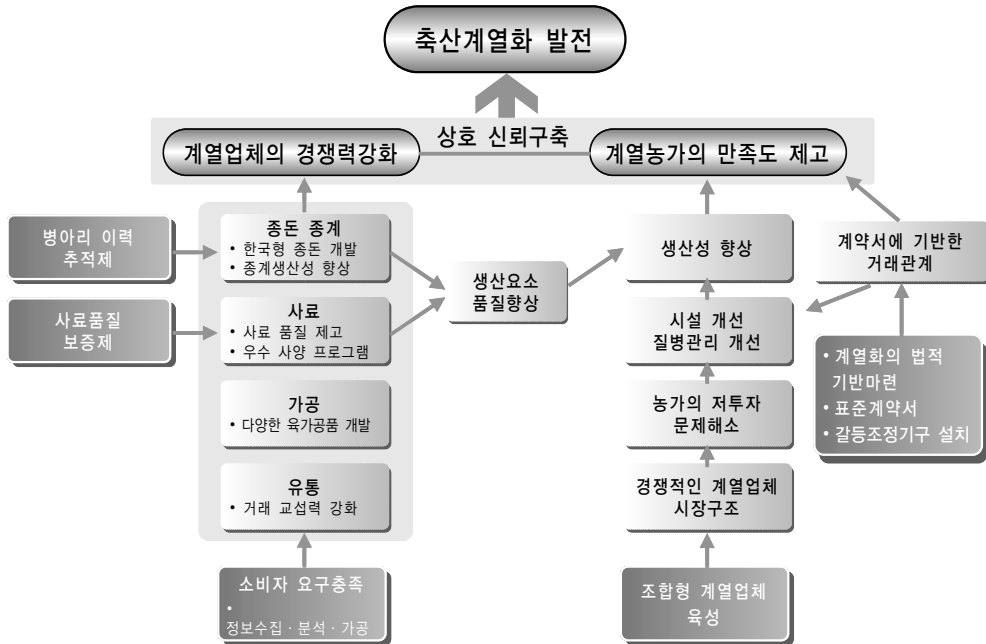 축산계열화 발전
상호 신뢰구축
계열업체의 경쟁력강화
계열농가의 만족도 제고
병아리 이력
추적제
종돈 종계
• 한국형 종돈 개발
• 종계생산성 향상
사료품질
보증제
사료
• 사료 품질 제고
• 우수 사양 프로그램
가공
• 다양한 육가공품 개발
유통
• 거래 교섭력 강화
소비자 요구충족
•
정보수집 · 분석 · 가공
생산요소
품질향상
생산성 향상
시설 개선
질병관리 개선
농가의 저투자
문제해소
경쟁적인 계열업체
시장구조
조합형 계열업체
육성
계약서에 기반한
거래관계
• 계열화의 법적
기반마련
• 표준계약서
• 갈등조정기구 설치